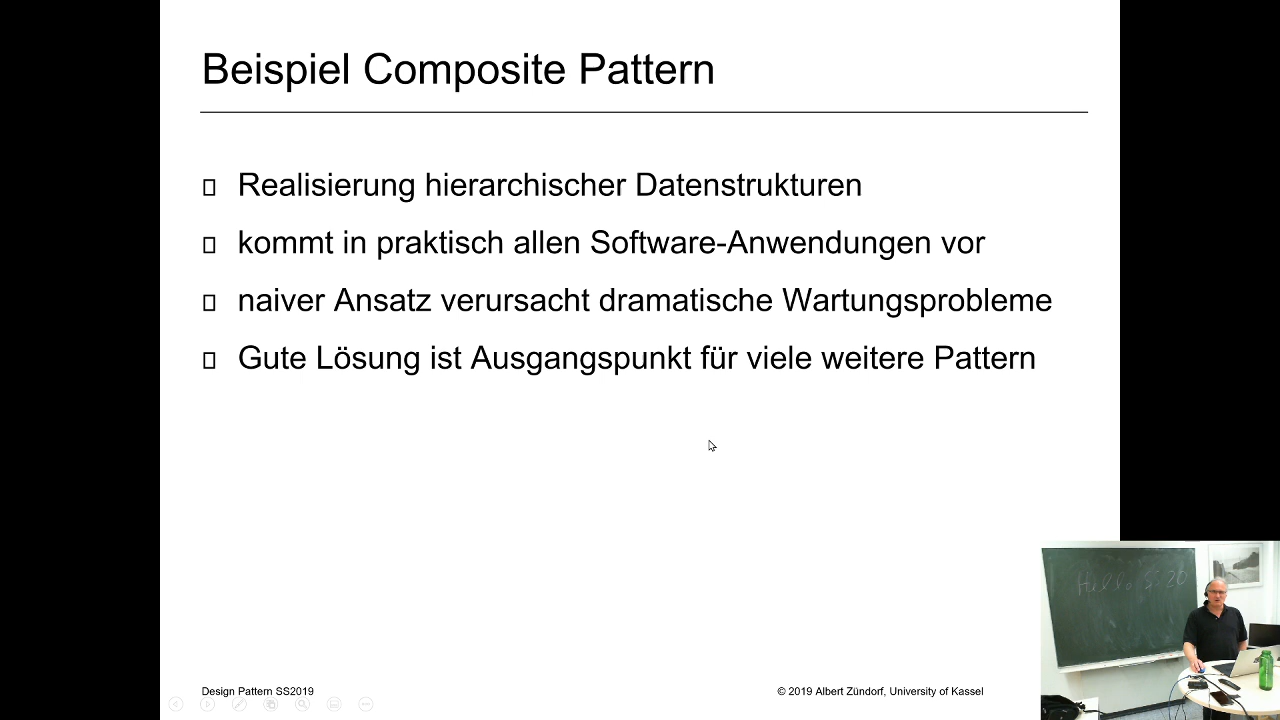 Beispiel Composite Pattern
Realisierung hierarchischer Datenstrukturen
kommt in praktisch allen Software-Anwendungen vor
naiver Ansatz verursacht dramatische Wartungsprobleme
Gute Lösung ist Ausgangspunkt für viele weitere Pattern
Hello
Design Pattern SS2019
© 2019 Albert Zündorf, University of Kassel